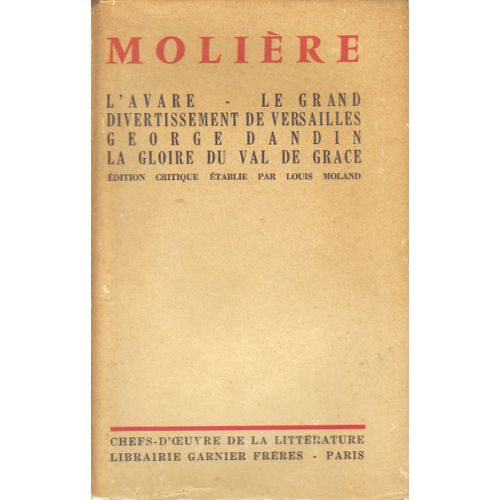 MOLIÈRE
L'AVARE - LE GRAND
DIVERTISSEMENT DE VERSAILLES
GEORGE DANDIN
LA GLOIRE DU VAL DE GRACE
ÉDITION CRITIQUE ÉTABLIE PAR LOUIS MOLAND
CHEFS-D'ŒUVRE DE LA LITTÉRATURE
LIBRAIRIE GARNIER FRÈRES - PARIS